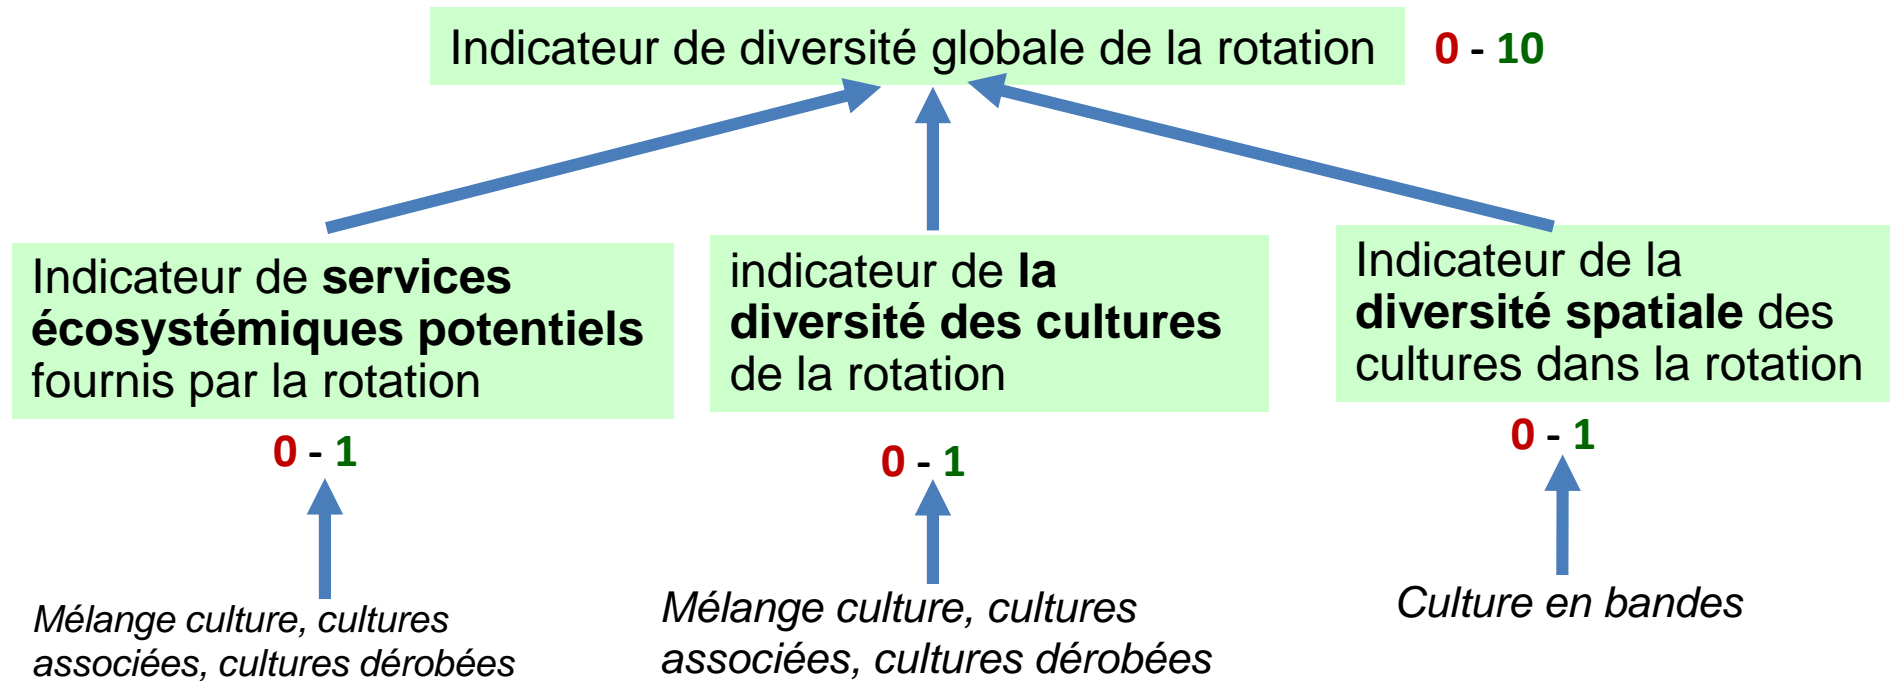 Indicateur de diversité globale de la rotation 0 - 10
Indicateur de services
écosystémiques potentiels
fournis par la rotation
0 - 1
indicateur de la
diversité des cultures
de la rotation
0 - 1
Indicateur de la
diversité spatiale des
cultures dans la rotation
0 - 1
Mélange culture, cultures
associées, cultures dérobées
Mélange culture, cultures
associées, cultures dérobées
Culture en bandes